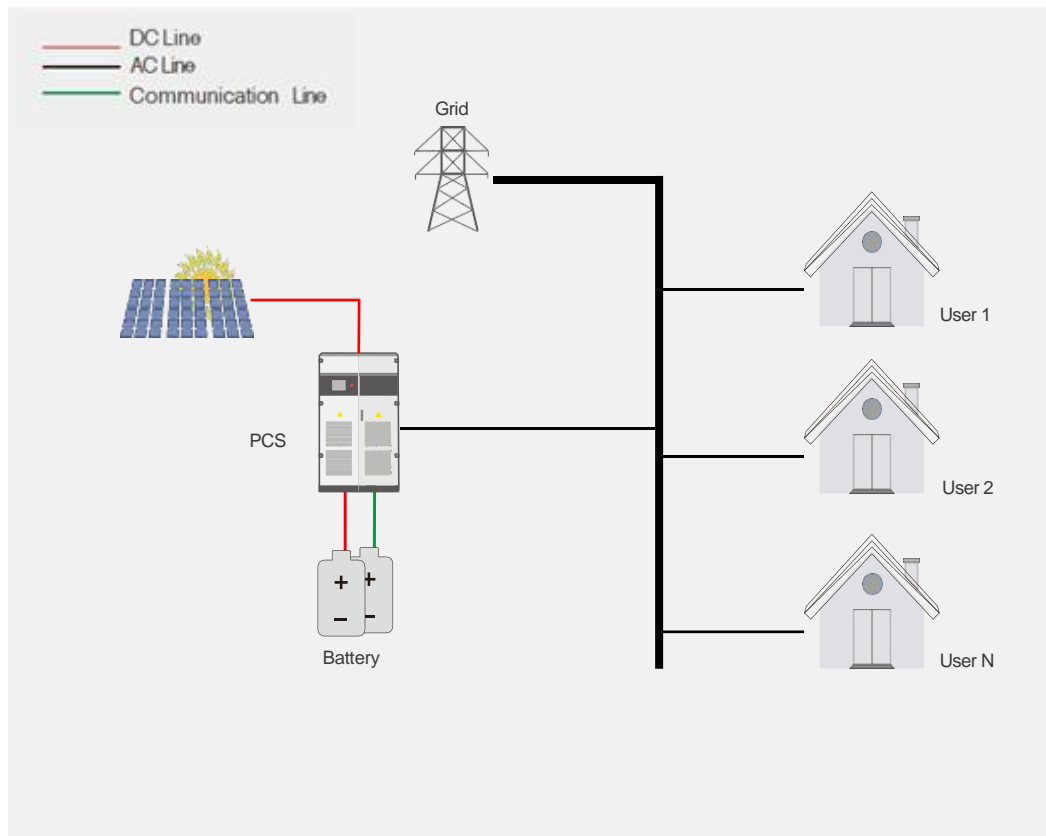 DC Line
AC Line
Communication Line
Grid
User 1
PCS
User 2
+ +
– –
Battery
User N